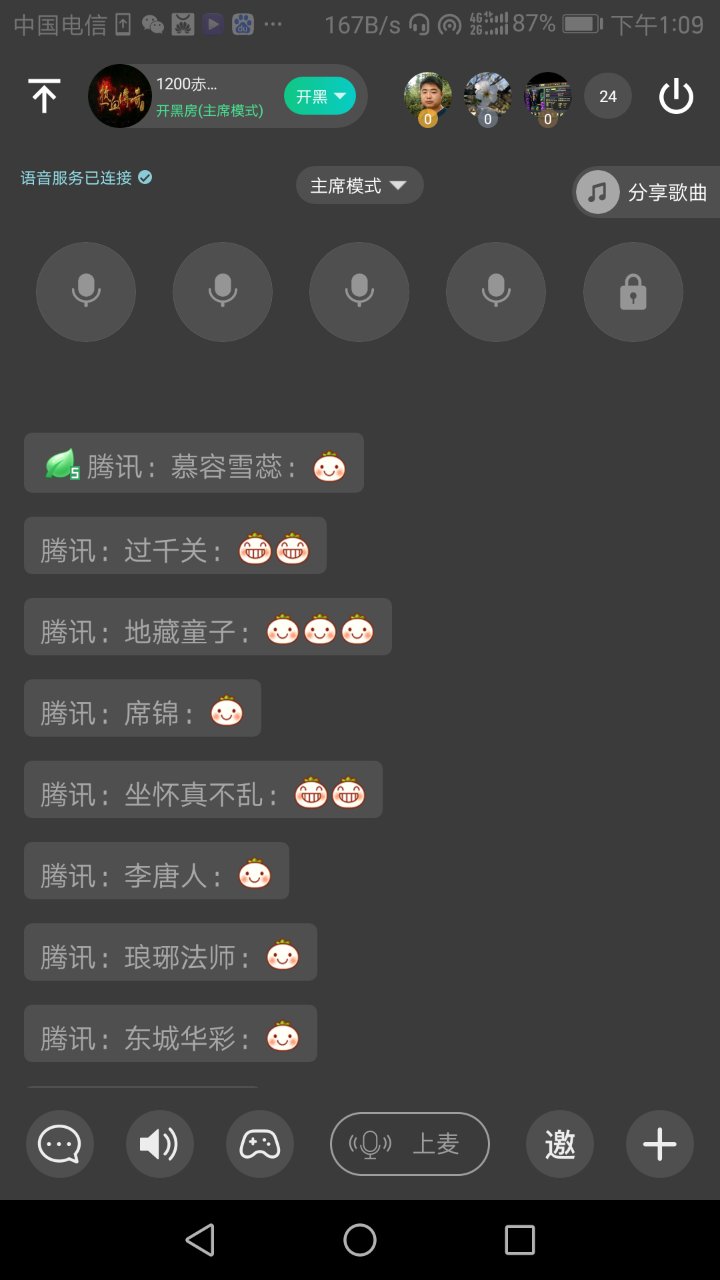 中国电信 167B/s 4G 2G 87% 下午1:09
热血传奇
1200赤...
开黑房(主席模式)
开黑
0 0 0
24
语音服务已连接
主席模式
分享歌曲
5 腾讯：慕容雪蕊：
腾讯：过千关：
腾讯：地藏童子：
腾讯：席锦：
腾讯：坐怀真不乱：
腾讯：李唐人：
腾讯：琅琊法师：
腾讯：东城华彩：
上麦
邀